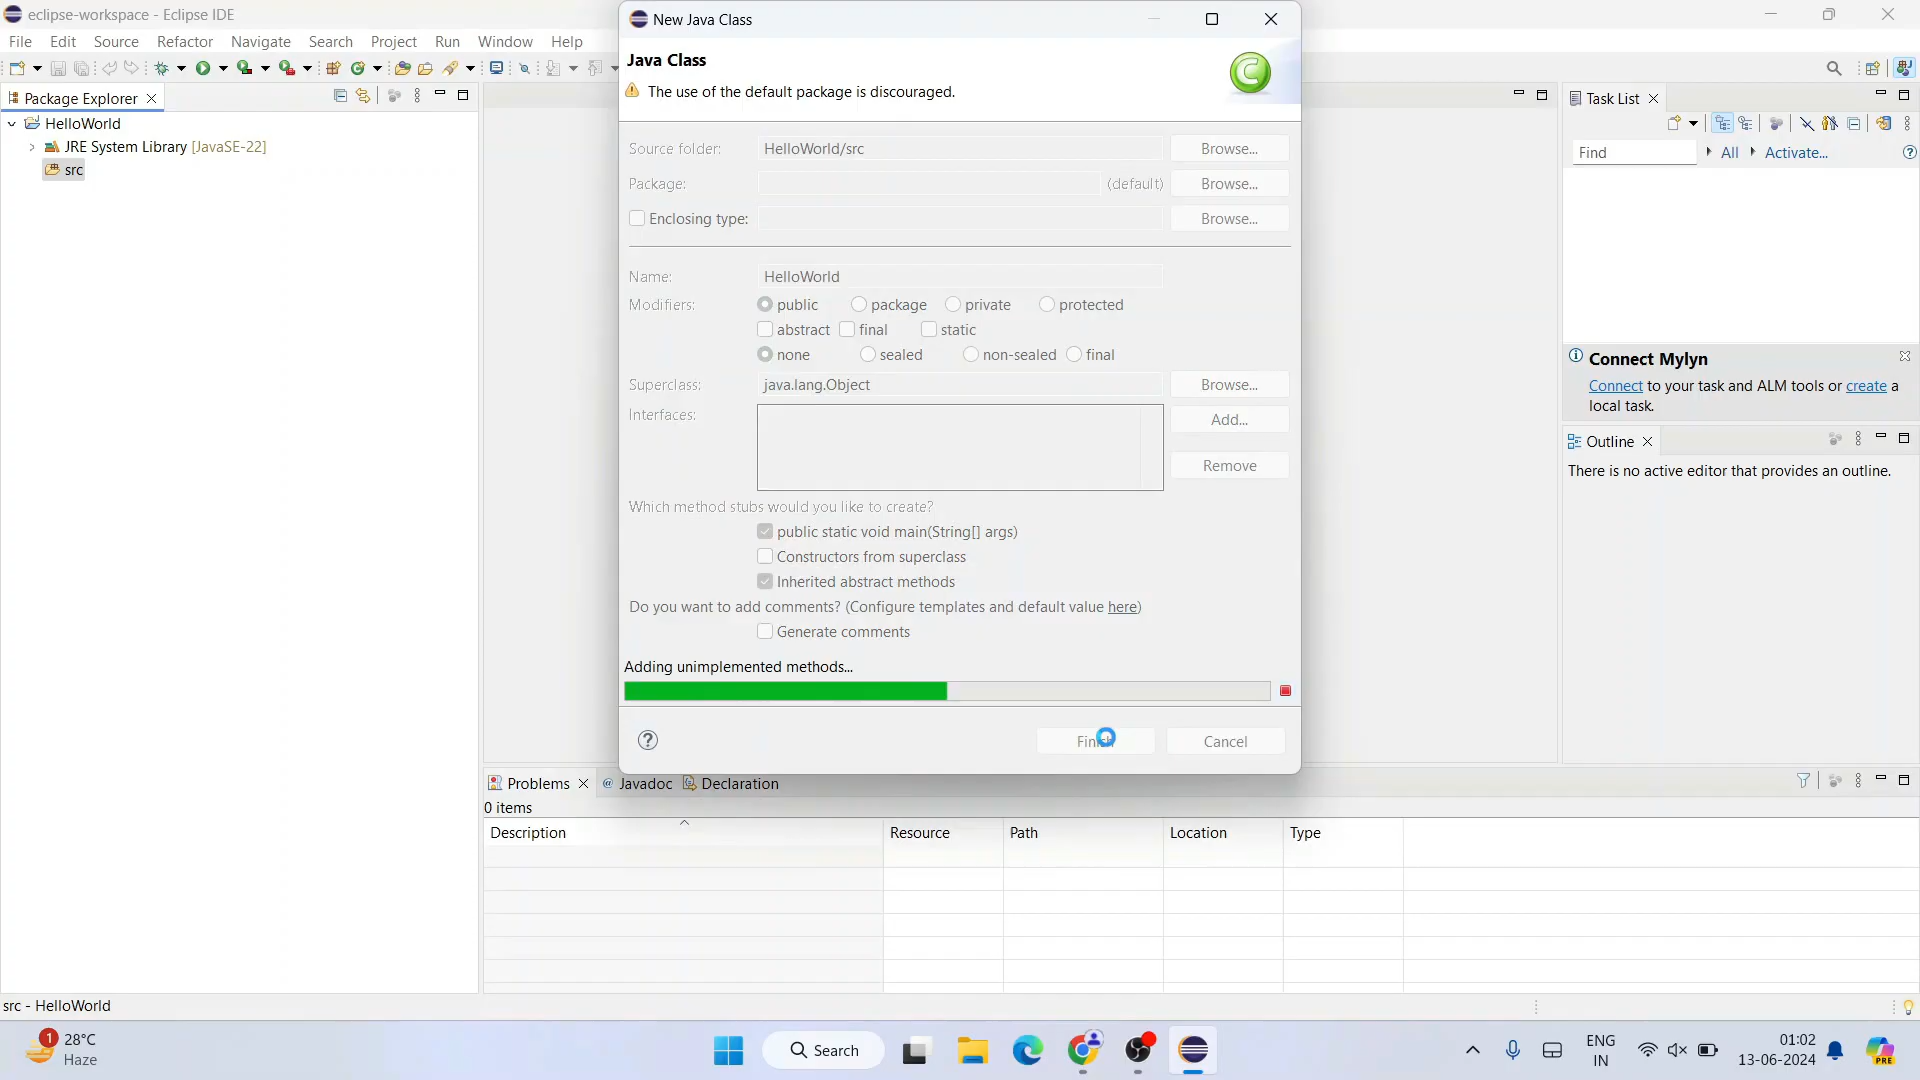 eclipse-workspace - Eclipse IDE
File Edit Source Refactor Navigate Search Project Run Window Help
Package Explorer
HelloWorld
JRE System Library [JavaSE-22]
src
New Java Class
Java Class
The use of the default package is discouraged.
Source folder: HelloWorld/src Browse...
Package: (default) Browse...
Enclosing type: Browse...
Name: HelloWorld
Modifiers: public package private protected
abstract final static
none sealed non-sealed final
Superclass: java.lang.Object Browse...
Interfaces: Add...
Remove
Which method stubs would you like to create?
public static void main(String[] args)
Constructors from superclass
Inherited abstract methods
Do you want to add comments? (Configure templates and default value here)
Generate comments
Adding unimplemented methods...
Finish Cancel
Task List
Find All Activate...
Connect Mylyn
Connect to your task and ALM tools or create a
local task.
Outline
There is no active editor that provides an outline.
Problems Javadoc Declaration
0 items
Description Resource Path Location Type
src - HelloWorld
1 28°C
Haze
Search
PRE
ENG
IN
01:02
13-06-2024